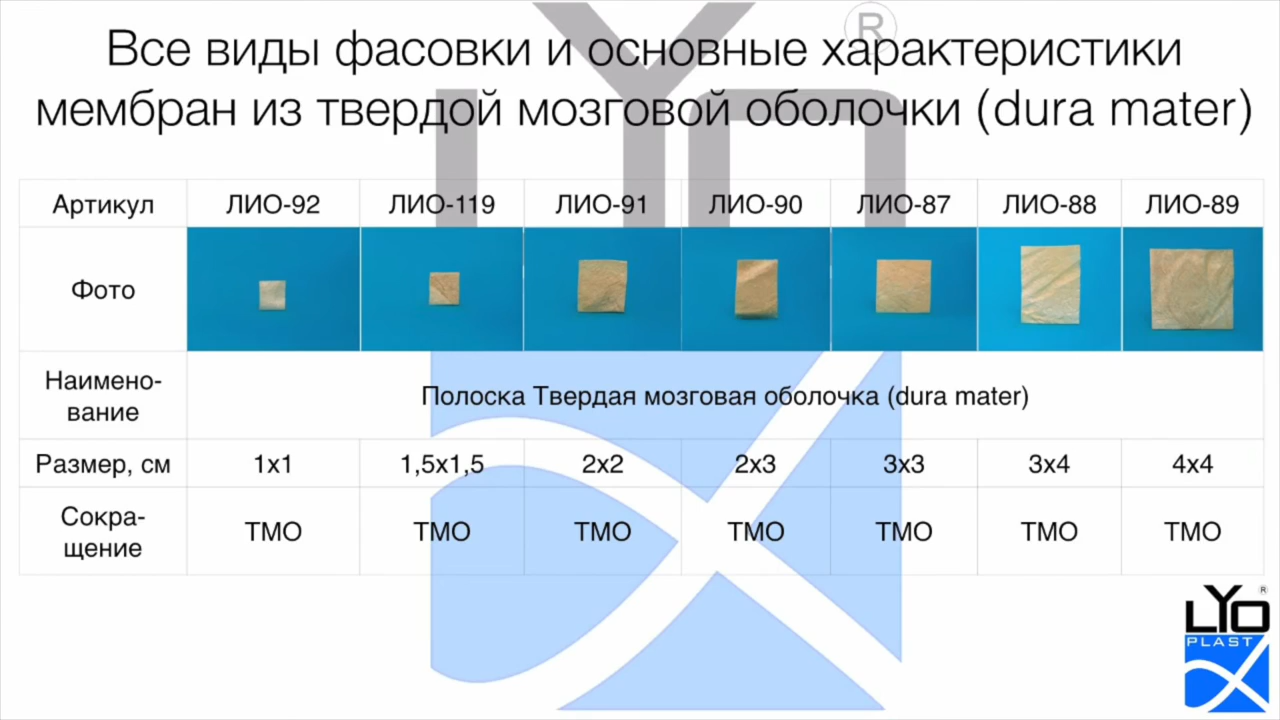 Все виды фасовки и основные характеристики
мембран из твердой мозговой оболочки (dura mater)
LYO ®
Артикул ЛИО-92 ЛИО-119 ЛИО-91 ЛИО-90 ЛИО-87 ЛИО-88 ЛИО-89
Фото
Наимено-
вание
Полоска Твердая мозговая оболочка (dura mater)
Размер, см 1x1 1,5x1,5 2x2 2x3 3x3 3x4 4x4
Сокра-
щение
ТМО ТМО ТМО ТМО ТМО ТМО ТМО
LYO ®
PLAST